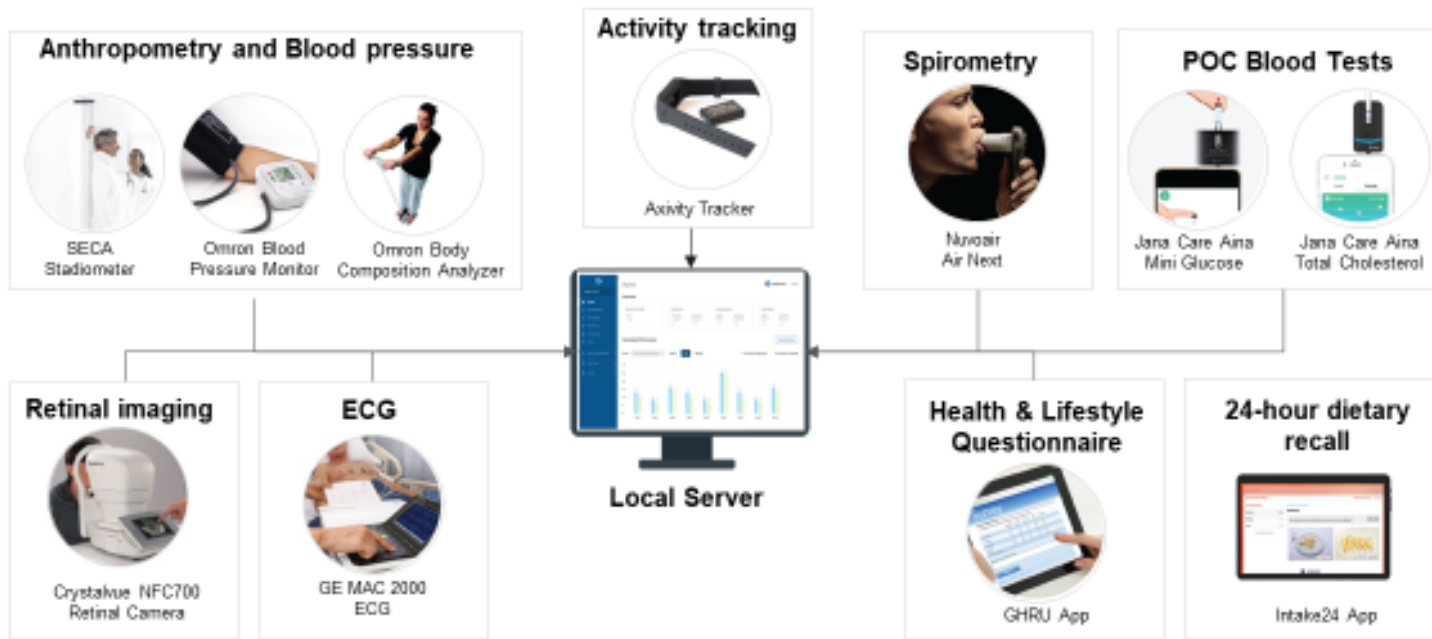 Anthropometry and Blood pressure
SECA
Stadiometer
Omron Blood
Pressure Monitor
Omron Body
Composition Analyzer
Activity tracking
Axivity Tracker
Spirometry
Nuvoair
Air Next
POC Blood Tests
Jana Care Aina
Mini Glucose
Jana Care Aina
Total Cholesterol
Retinal imaging
Crystalvue NFC700
Retinal Camera
ECG
GE MAC 2000
ECG
Local Server
Health & Lifestyle
Questionnaire
GHRU App
24-hour dietary
recall
Intake24 App